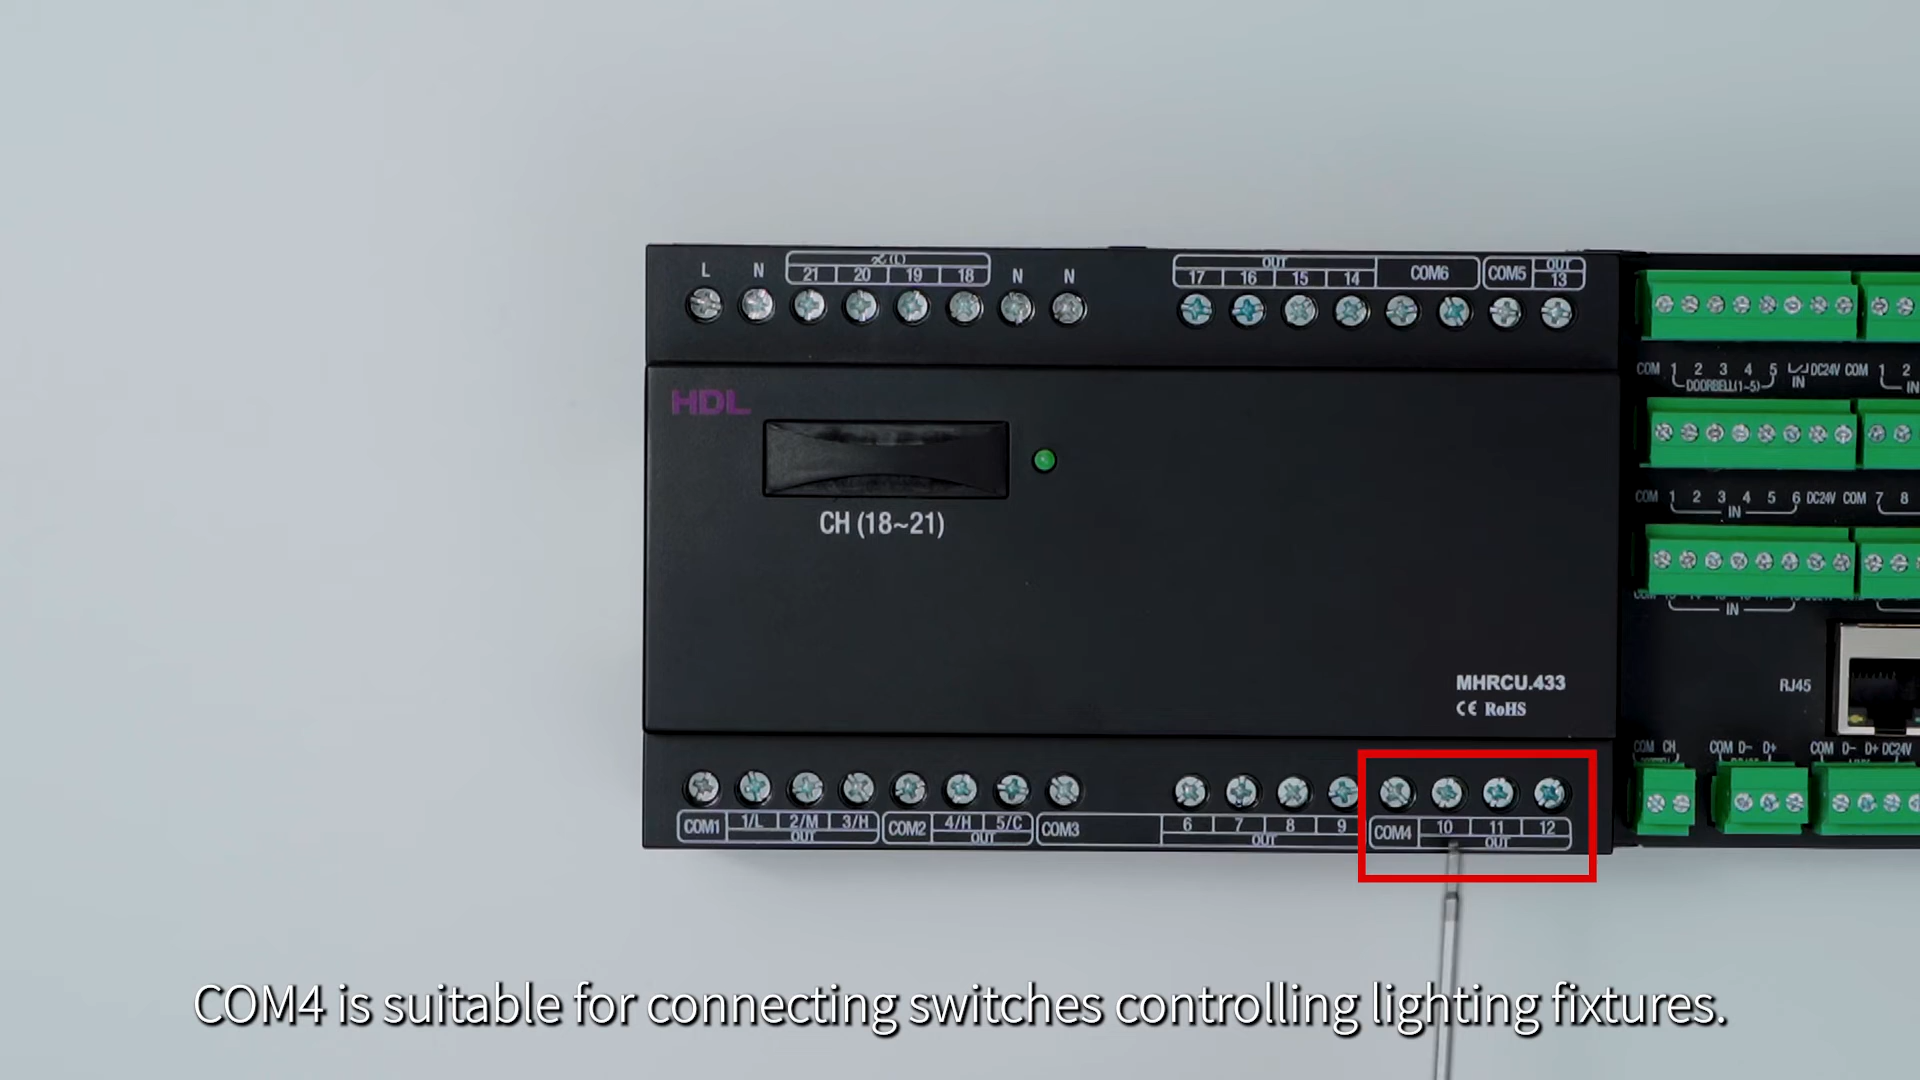 L N 21 20 19 18 N N
(L)
OUT
17 16 15 14 COM6 COM5 OUT 13
COM 1 2 3 4 5 DC24V COM 1 2
DOORBELL(1~5) IN IN
HDL
CH (18~21)
COM 1 2 3 4 5 6 DC24V COM 7 8
IN
IN
MHRCU.433
CE RoHS
RJ45
COM CH COM D- D+ COM D- D+ DC24V
COM1 1/L 2/M 3/H COM2 4/H 5/C COM3 6 7 8 9 COM4 10 11 12
OUT OUT OUT OUT
COM4 is suitable for connecting switches controlling lighting fixtures.